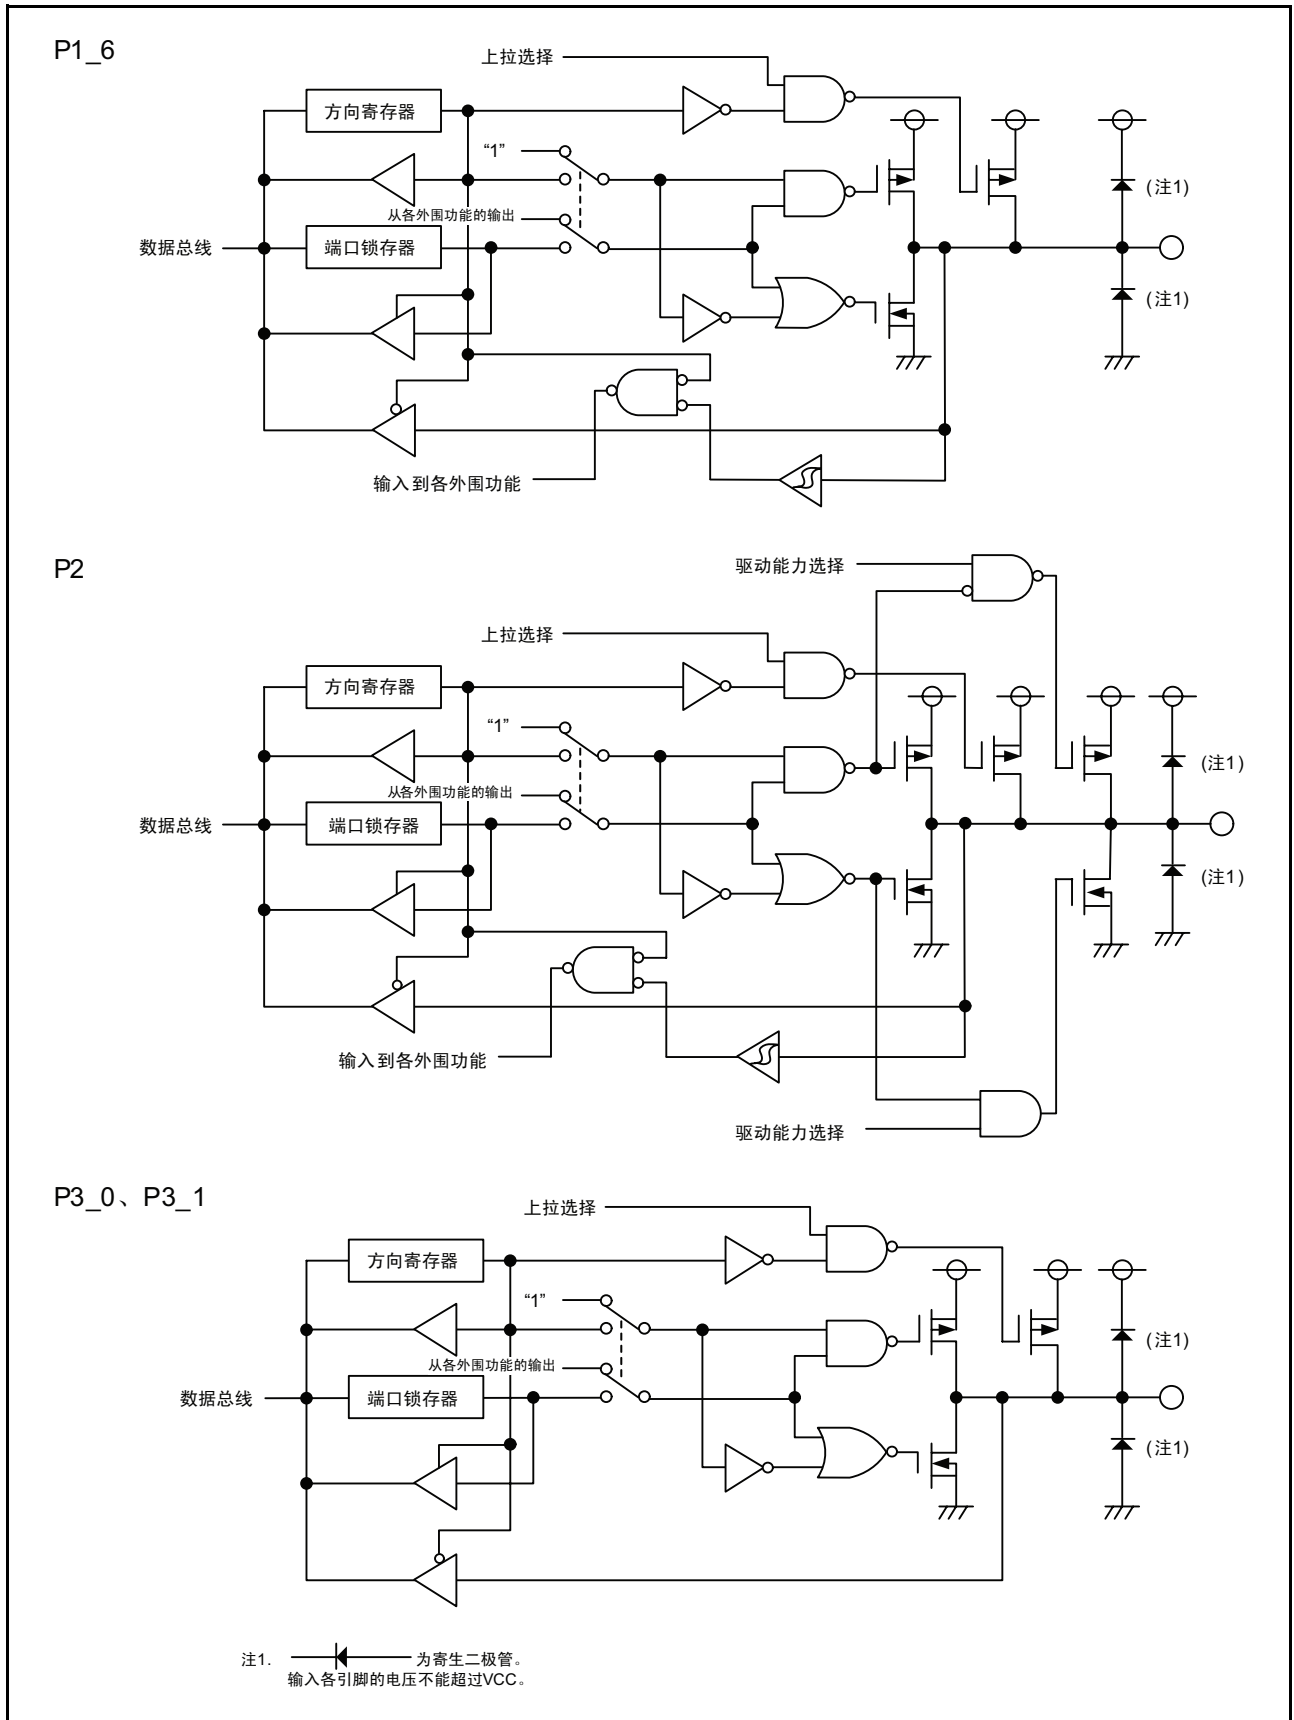 P1_6
上拉选择
方向寄存器
“1”
(注1)
从各外围功能的输出
数据总线
端口锁存器
(注1)
输入到各外围功能
P2
驱动能力选择
上拉选择
方向寄存器
“1”
(注1)
从各外围功能的输出
数据总线
端口锁存器
(注1)
输入到各外围功能
驱动能力选择
P3_0、P3_1
上拉选择
方向寄存器
“1”
(注1)
从各外围功能的输出
数据总线
端口锁存器
(注1)
注1. 为寄生二极管。
输入各引脚的电压不能超过VCC。